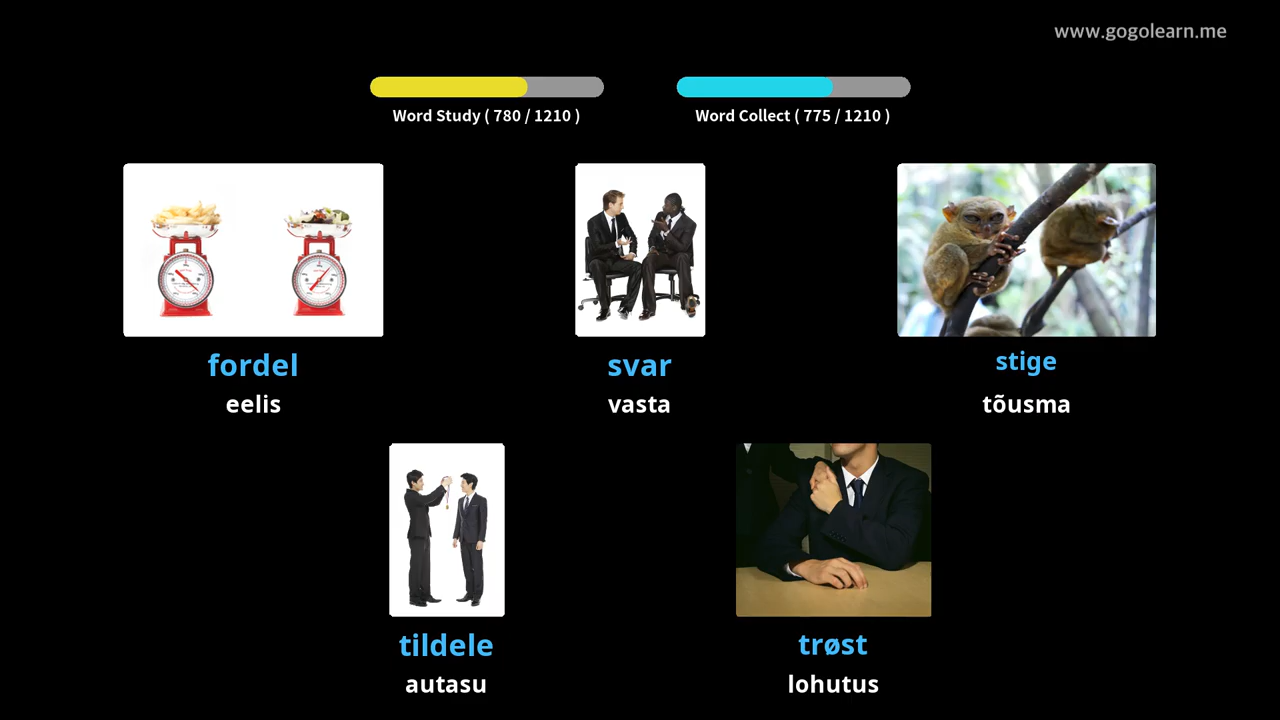 www.gogolearn.me
Word Study ( 780 / 1210 )
Word Collect ( 775 / 1210 )
fordel
eelis
svar
vasta
stige
tõusma
tildele
autasu
trøst
lohutus